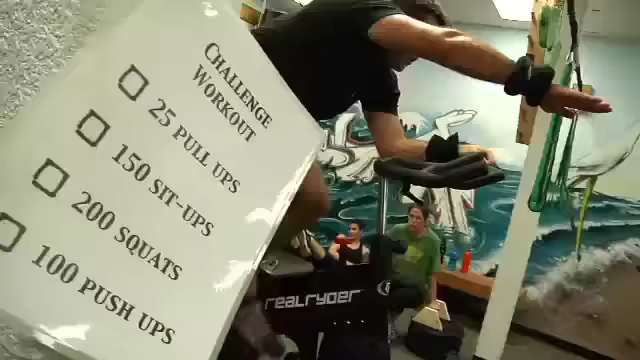 CHALLENGE
WORKOUT
25 PULL UPS
150 SIT-UPS
200 SQUATS
100 PUSH UPS
realryder